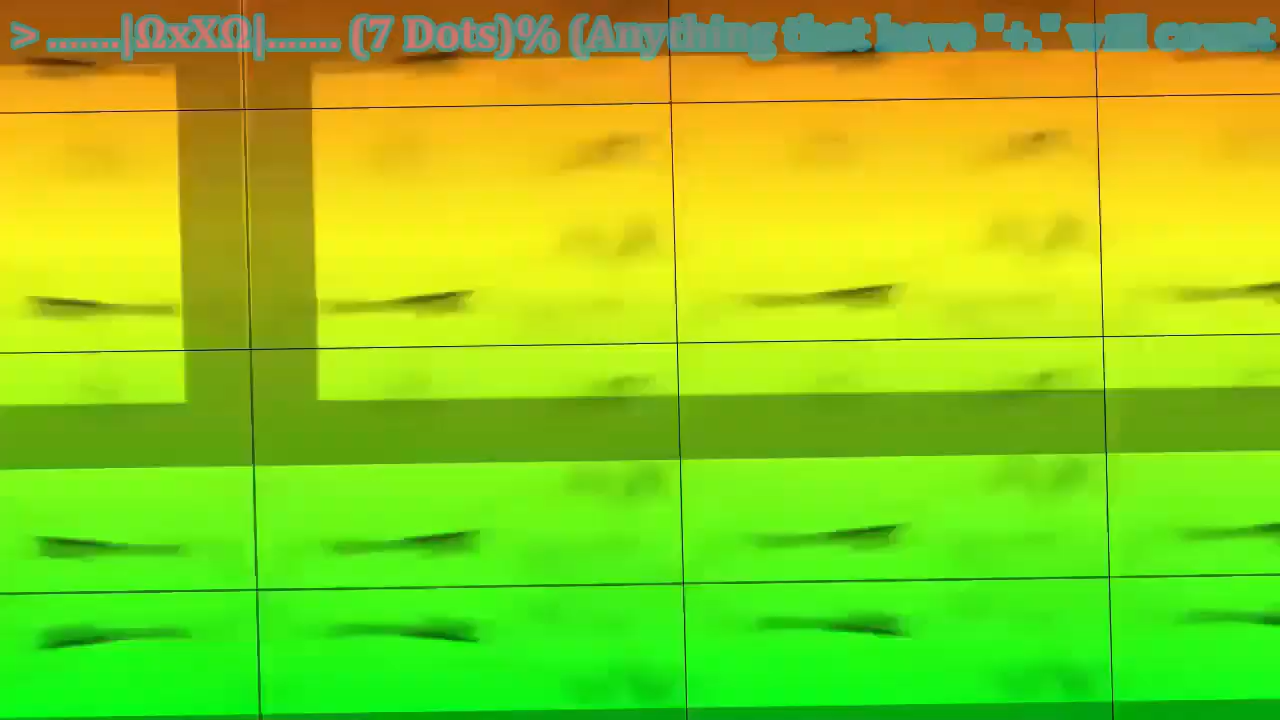 > .......|ΩxXΩ|....... (7 Dots)% (Anything that have "+," will count